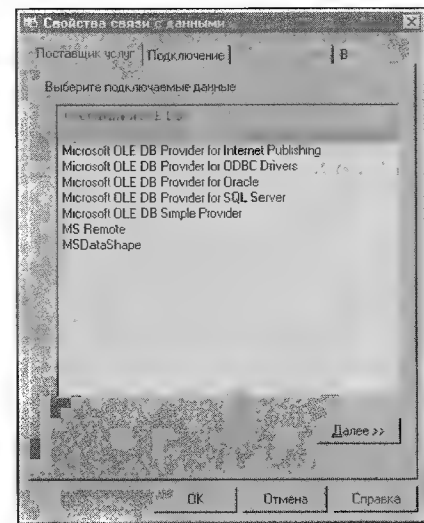 Свойства связи с данными
Поставщик услуг Подключение В
Выберите подключаемые данные
Microsoft OLE DB Provider for Internet Publishing
Microsoft OLE DB Provider for ODBC Drivers
Microsoft OLE DB Provider for Oracle
Microsoft OLE DB Provider for SQL Server
Microsoft OLE DB Simple Provider
MS Remote
MSDataShape
Далее >>
OK Отмена Справка